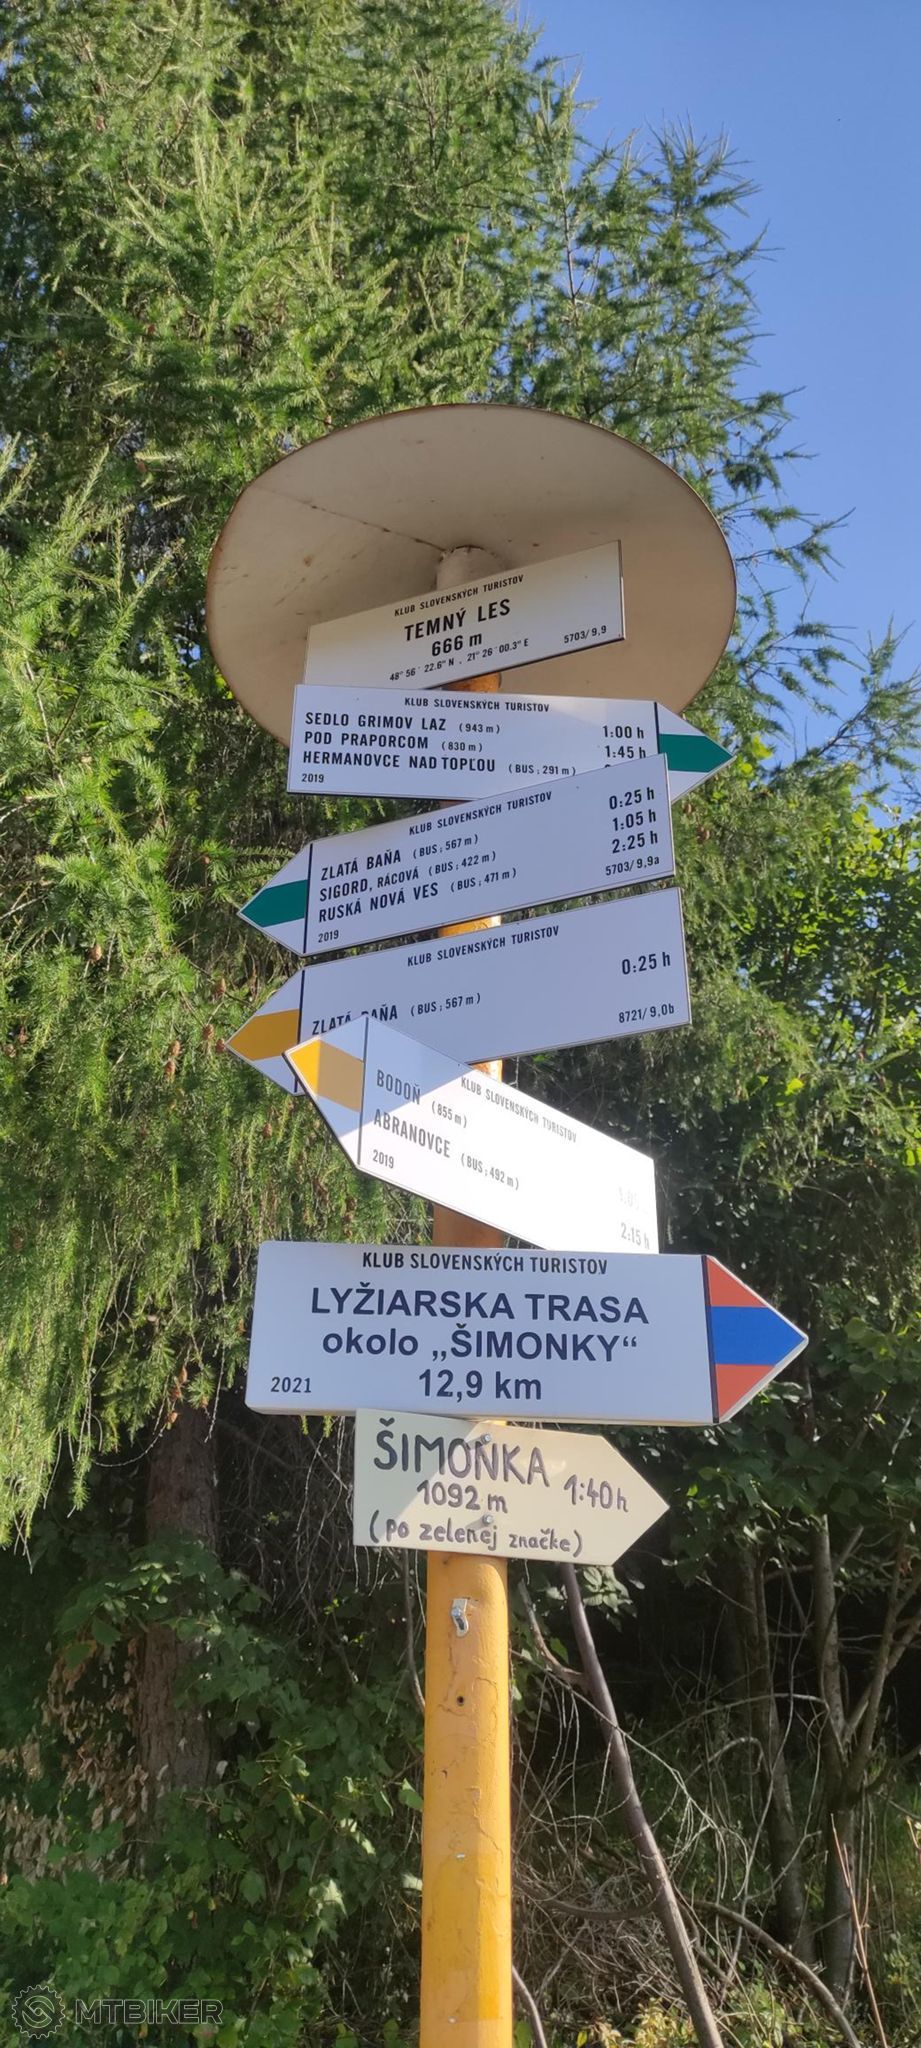 KLUB SLOVENSKÝCH TURISTOV
TEMNÝ LES
666 m
48° 56´ 22.6" N , 21° 26´ 00.3" E
5703/9,9
KLUB SLOVENSKÝCH TURISTOV
SEDLO GRIMOV LAZ (943 m) 1:00 h
POD PRAPORCOM (830 m) 1:45 h
HERMANOVCE NAD TOPĽOU (BUS; 291 m)
2019
KLUB SLOVENSKÝCH TURISTOV
ZLATÁ BAŇA (BUS; 567 m) 0:25 h
SIGORD, RÁCOVÁ (BUS; 422 m) 1:05 h
RUSKÁ NOVÁ VES (BUS; 471 m) 2:25 h
2019 5703/9,9a
KLUB SLOVENSKÝCH TURISTOV
ZLATÁ BAŇA (BUS; 567 m) 0:25 h
8721/9,0b
KLUB SLOVENSKÝCH TURISTOV
BODOŇ (855 m)
ABRANOVCE (BUS; 492 m) 2:15 h
2019
KLUB SLOVENSKÝCH TURISTOV
LYŽIARSKA TRASA
okolo „ŠIMONKY“
12,9 km
2021
ŠIMONKA
1092 m 1:40h
(po zelenej značke)
MTBIKER